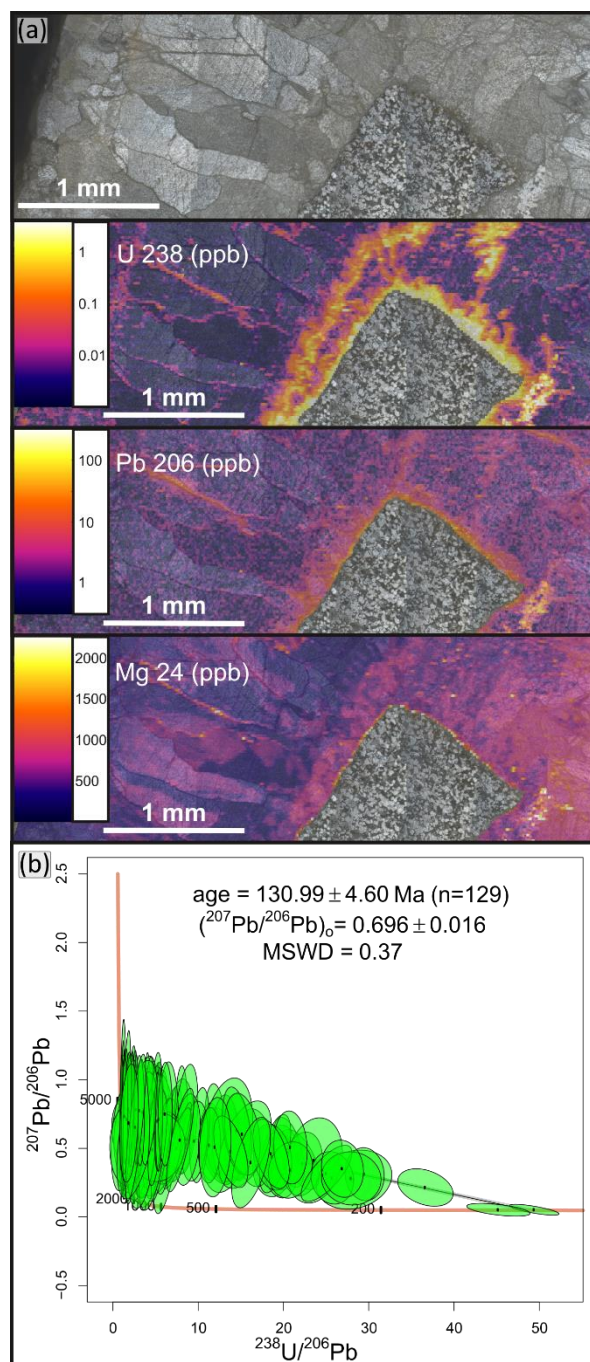 (a)
1 mm
1
0.1
0.01
U 238 (ppb)
1 mm
100
10
1
Pb 206 (ppb)
1 mm
2000
1500
1000
500
Mg 24 (ppb)
1 mm
(b)
age = 130.99 ± 4.60 Ma (n=129)
(²⁰⁷Pb/²⁰⁶Pb)ₒ= 0.696 ± 0.016
MSWD = 0.37
²⁰⁷Pb/²⁰⁶Pb
2.5
2.0
1.5
1.0
0.5
0.0
−0.5
5000
2000
1000
500
200
0 10 20 30 40 50
²³⁸U/²⁰⁶Pb